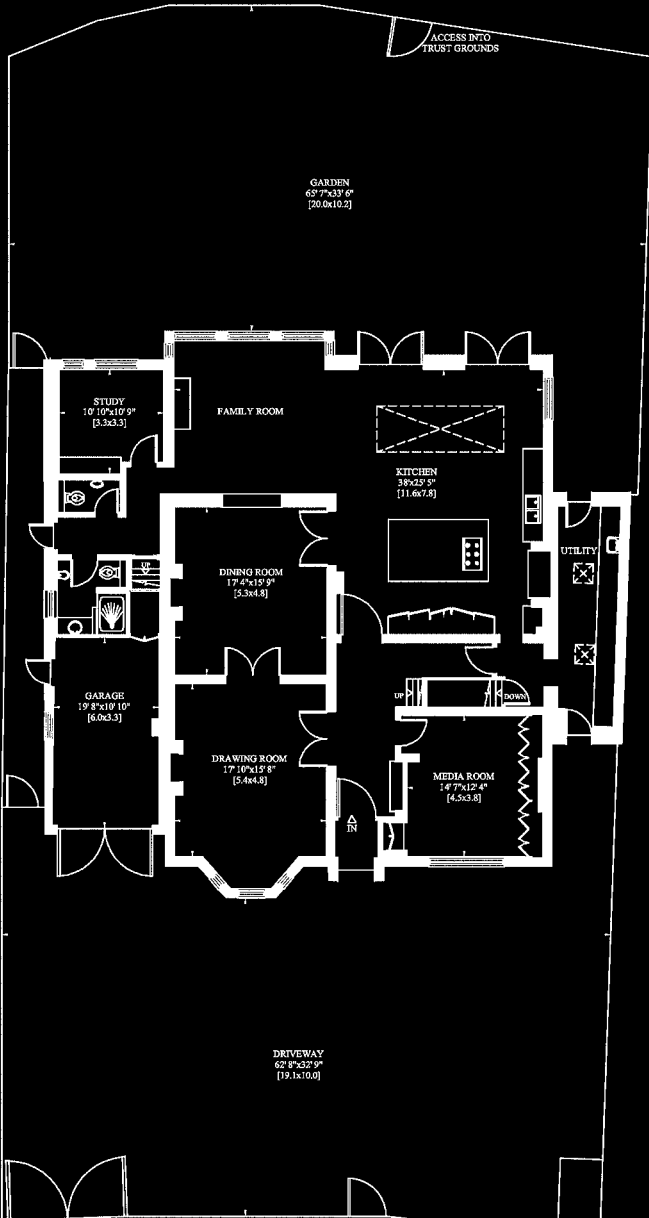 ACCESS INTO
TRUST GROUNDS
GARDEN
65' 7"x33' 6"
[20.0x10.2]
STUDY
10' 10"x10' 9"
[3.3x3.3]
FAMILY ROOM
KITCHEN
38'x25' 5"
[11.6x7.8]
UTILITY
UP
DINING ROOM
17' 4"x15' 9"
[5.3x4.8]
GARAGE
19' 8"x10' 10"
[6.0x3.3]
UP
DOWN
DRAWING ROOM
17' 10"x15' 8"
[5.4x4.8]
MEDIA ROOM
14' 7"x12' 4"
[4.5x3.8]
IN
DRIVEWAY
62' 8"x32' 9"
[19.1x10.0]